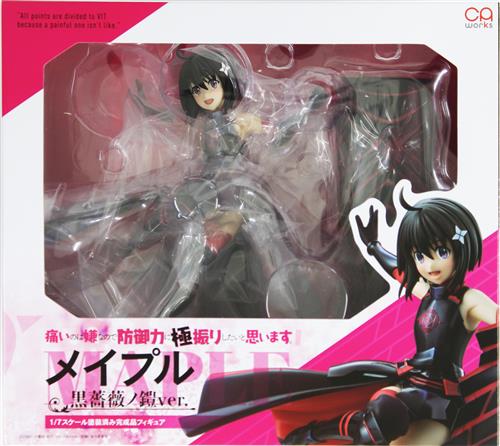 "All points are divided to VIT
because a painful one isn't like."
CA
works
痛いのは嫌なので防御力に極振りしたいと思います。
MAPLE
メイプル
黒薔薇ノ鎧ver.
1/7スケール塗装済み完成品フィギュア